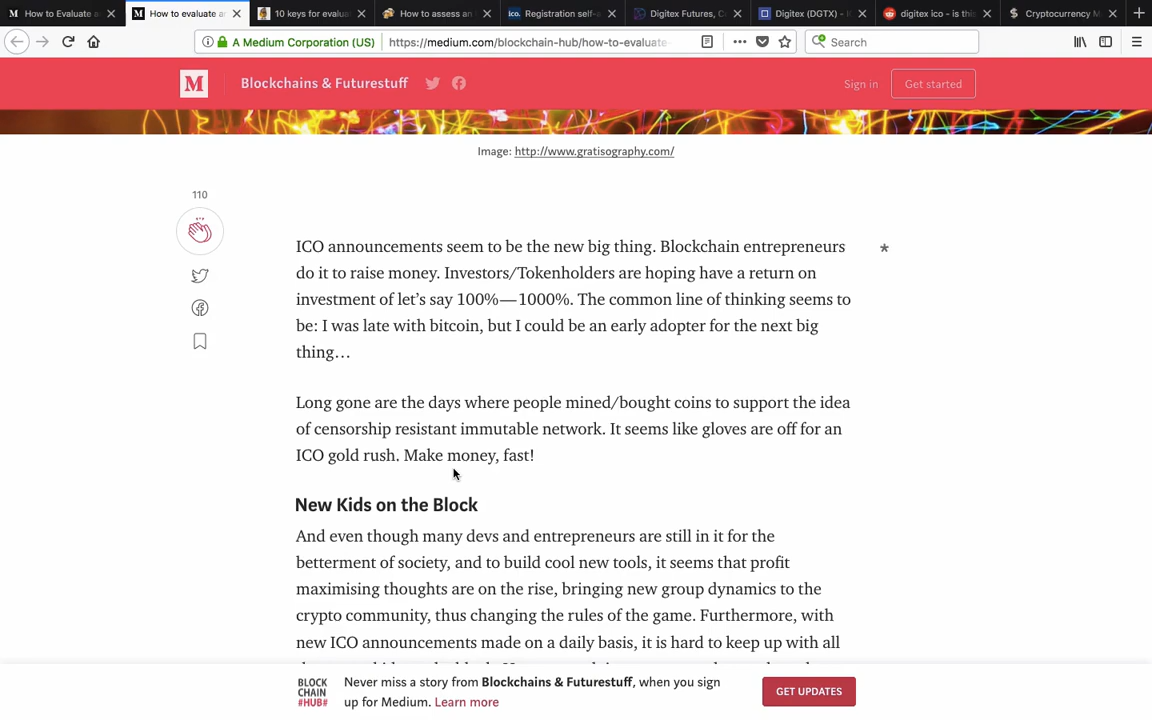 How to Evaluate a
How to evaluate a
10 keys for evalua
How to assess an
ico. Registration self-a
Digitex Futures, C
Digitex (DGTX) -
digitex ico - is this
Cryptocurrency M
A Medium Corporation (US)
https://medium.com/blockchain-hub/how-to-evaluate-
Search
M Blockchains & Futurestuff
Sign in
Get started
Image: http://www.gratisography.com/
110
ICO announcements seem to be the new big thing. Blockchain entrepreneurs
do it to raise money. Investors/Tokenholders are hoping have a return on
investment of let’s say 100%—1000%. The common line of thinking seems to
be: I was late with bitcoin, but I could be an early adopter for the next big
thing…
*
Long gone are the days where people mined/bought coins to support the idea
of censorship resistant immutable network. It seems like gloves are off for an
ICO gold rush. Make money, fast!
New Kids on the Block
And even though many devs and entrepreneurs are still in it for the
betterment of society, and to build cool new tools, it seems that profit
maximising thoughts are on the rise, bringing new group dynamics to the
crypto community, thus changing the rules of the game. Furthermore, with
new ICO announcements made on a daily basis, it is hard to keep up with all
BLOCK
CHAIN
#HUB#
Never miss a story from Blockchains & Futurestuff, when you sign
up for Medium. Learn more
GET UPDATES